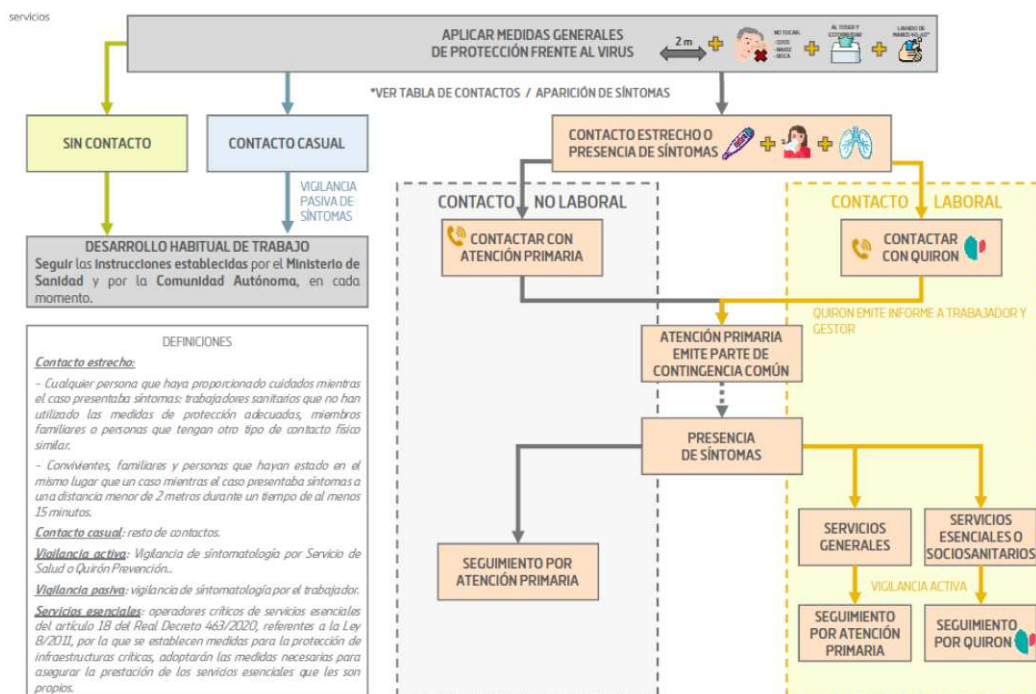 servicios
APLICAR MEDIDAS GENERALES
DE PROTECCIÓN FRENTE AL VIRUS
2 m
NO TOCAR:
-OJOS
-NARIZ
-BOCA
AL TOSER Y
ESTORNUDAR
LAVADO DE
MANOS 40-60"
*VER TABLA DE CONTACTOS / APARICIÓN DE SÍNTOMAS
SIN CONTACTO
CONTACTO CASUAL
CONTACTO ESTRECHO O
PRESENCIA DE SÍNTOMAS
VIGILANCIA
PASIVA DE
SÍNTOMAS
DESARROLLO HABITUAL DE TRABAJO
Seguir las instrucciones establecidas por el Ministerio de
Sanidad y por la Comunidad Autónoma, en cada
momento.
CONTACTO NO LABORAL
CONTACTAR CON
ATENCIÓN PRIMARIA
CONTACTO LABORAL
CONTACTAR
CON QUIRON
QUIRON EMITE INFORME A TRABAJADOR Y
GESTOR
ATENCIÓN PRIMARIA
EMITE PARTE DE
CONTINGENCIA COMÚN
PRESENCIA
DE SÍNTOMAS
SEGUIMIENTO POR
ATENCIÓN PRIMARIA
SERVICIOS
GENERALES
SERVICIOS
ESENCIALES O
SOCIOSANITARIOS
VIGILANCIA ACTIVA
SEGUIMIENTO
POR ATENCIÓN
PRIMARIA
SEGUIMIENTO
POR QUIRON
DEFINICIONES
Contacto estrecho:
- Cualquier persona que haya proporcionado cuidados mientras
el caso presentaba síntomas: trabajadores sanitarios que no han
utilizado las medidas de protección adecuadas, miembros
familiares o personas que tengan otro tipo de contacto físico
similar.
- Convivientes, familiares y personas que hayan estado en el
mismo lugar que un caso mientras el caso presentaba síntomas a
una distancia menor de 2 metros durante un tiempo de al menos
15 minutos.
Contacto casual: resto de contactos.
Vigilancia activa: Vigilancia de síntomatología por Servicio de
Salud o Quirón Prevención..
Vigilancia pasiva: vigilancia de síntomatología por el trabajador.
Servicios esenciales: operadores críticos de servicios esenciales
del artículo 18 del Real Decreto 463/2020, referentes a la Ley
8/2011, por la que se establecen medidas para la protección de
infraestructuras críticas, adoptarán las medidas necesarias para
asegurar la prestación de los servicios esenciales que les son
propios.